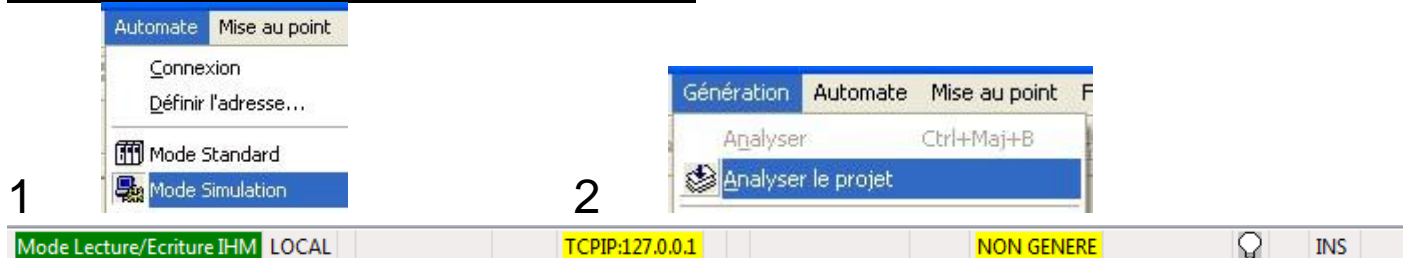 Automate Mise au point
Connexion
Définir l'adresse...
Mode Standard
1 Mode Simulation
Génération Automate Mise au point
Analyser Ctrl+Maj+B
2 Analyser le projet
Mode Lecture/Ecriture IHM LOCAL TCPIP:127.0.0.1 NON GENERE INS